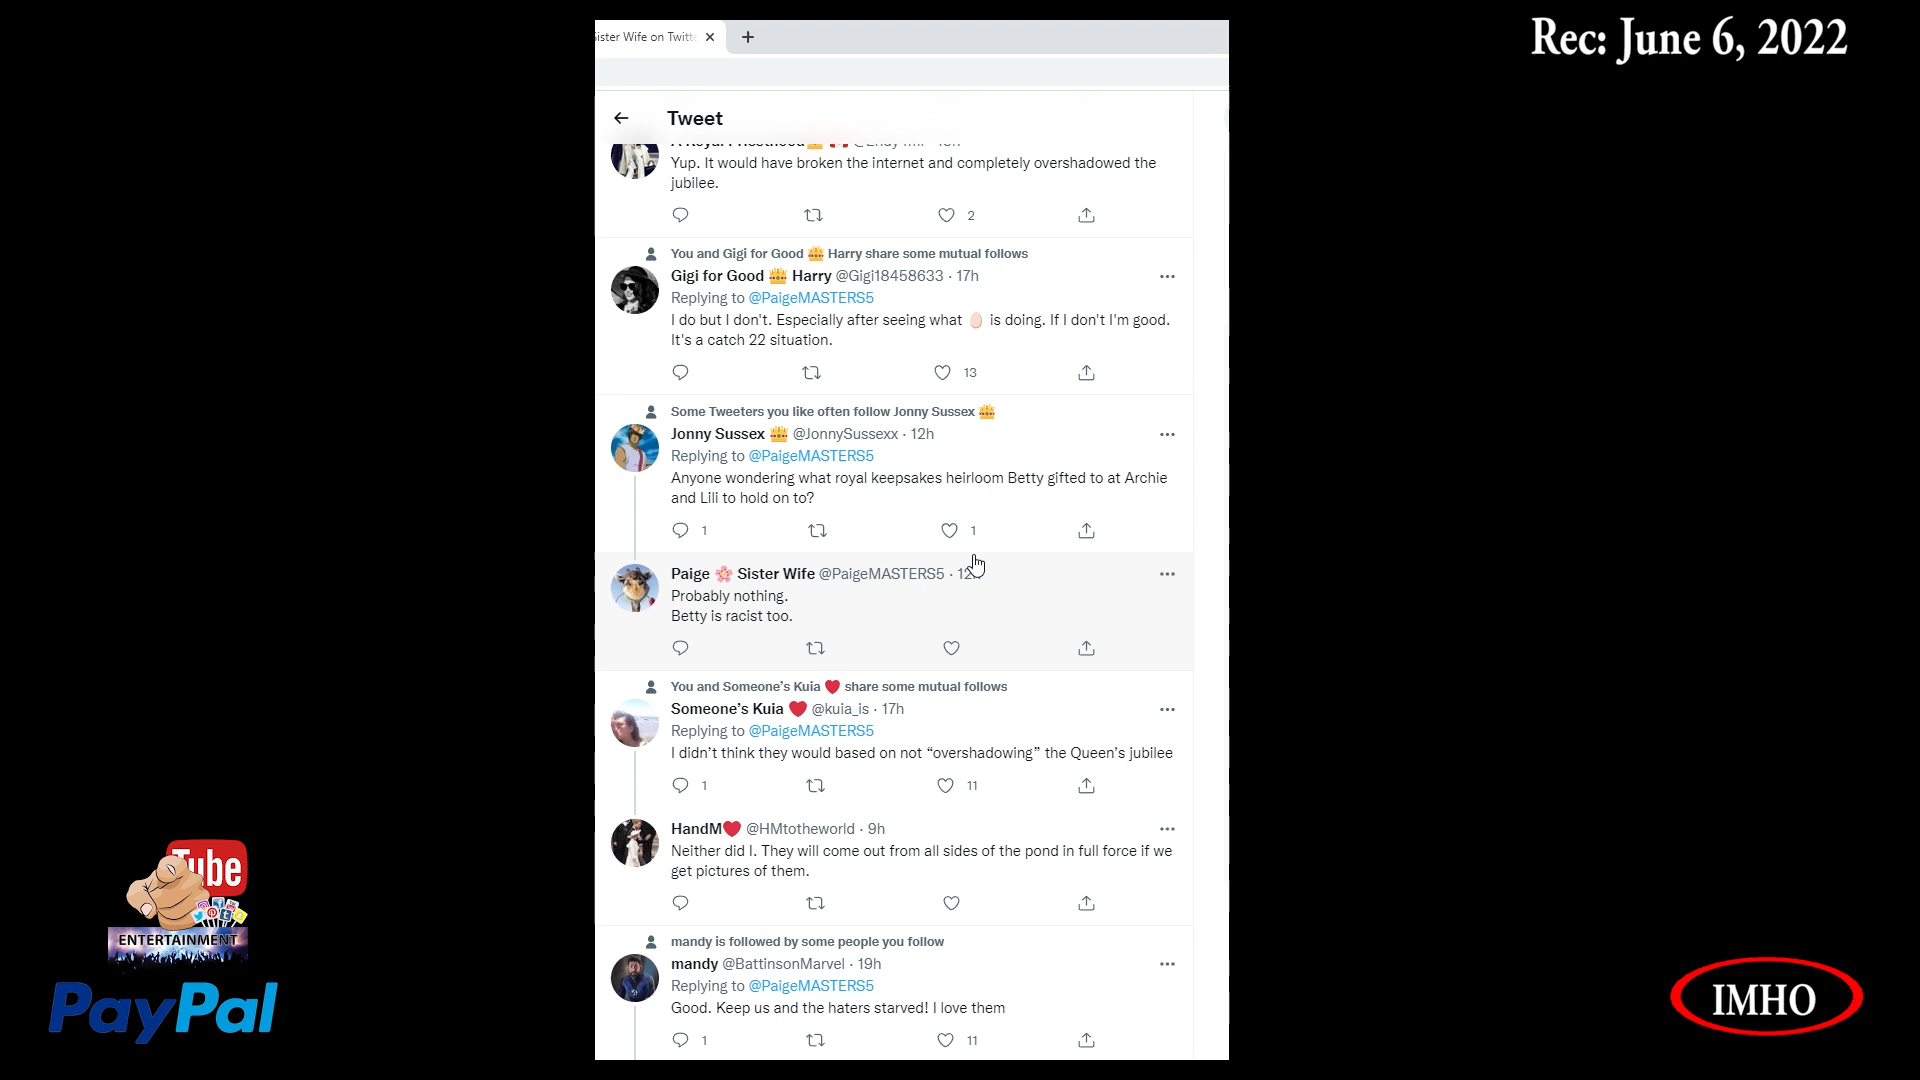 Sister Wife on Twitt
Rec: June 6, 2022
Tweet
Yup. It would have broken the internet and completely overshadowed the
jubilee.
2
You and Gigi for Good 👑 Harry share some mutual follows
Gigi for Good 👑 Harry @Gigi18458633 · 17h
Replying to @PaigeMASTERS5
I do but I don't. Especially after seeing what 🥚 is doing. If I don't I'm good.
It's a catch 22 situation.
13
Some Tweeters you like often follow Jonny Sussex 👑
Jonny Sussex 👑 @JonnySussexx · 12h
Replying to @PaigeMASTERS5
Anyone wondering what royal keepsakes heirloom Betty gifted to at Archie
and Lili to hold on to?
1 1
Paige 🌸 Sister Wife @PaigeMASTERS5 · 12h
Probably nothing.
Betty is racist too.
You and Someone's Kuia ❤️ share some mutual follows
Someone's Kuia ❤️ @kuia_is · 17h
Replying to @PaigeMASTERS5
I didn't think they would based on not “overshadowing” the Queen's jubilee
1 11
HandM❤️ @HMtotheworld · 9h
Neither did I. They will come out from all sides of the pond in full force if we
get pictures of them.
mandy is followed by some people you follow
mandy @BattinsonMarvel · 19h
Replying to @PaigeMASTERS5
Good. Keep us and the haters starved! I love them
1 11
Tube
ENTERTAINMENT
PayPal
IMHO